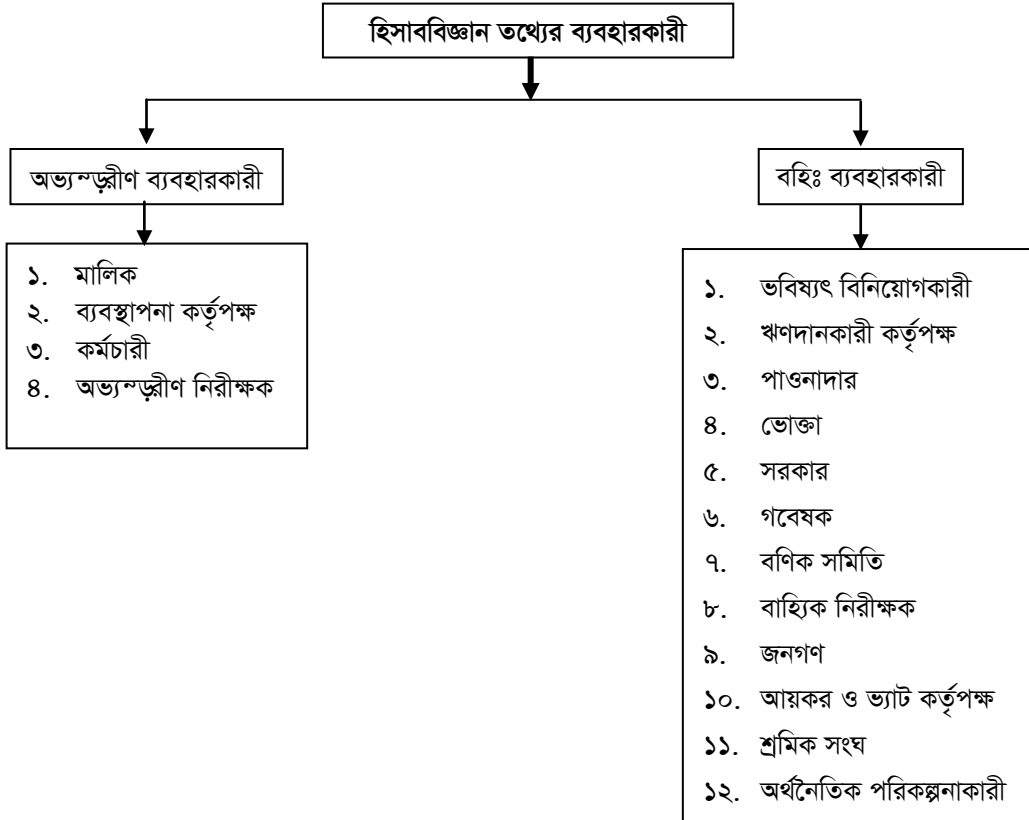 হিসাববিজ্ঞান তথ্যের ব্যবহারকারী
অভ্যন্ড়রীণ ব্যবহারকারী
১. মালিক
২. ব্যবস্থাপনা কর্তৃপক্ষ
৩. কর্মচারী
৪. অভ্যন্ড়রীণ নিরীক্ষক
বহিঃ ব্যবহারকারী
১. ভবিষ্যৎ বিনিয়োগকারী
২. ঋণদানকারী কর্তৃপক্ষ
৩. পাওনাদার
৪. ভোক্তা
৫. সরকার
৬. গবেষক
৭. বণিক সমিতি
৮. বাহ্যিক নিরীক্ষক
৯. জনগণ
১০. আয়কর ও ভ্যাট কর্তৃপক্ষ
১১. শ্রমিক সংঘ
১২. অর্থনৈতিক পরিকল্পনাকারী